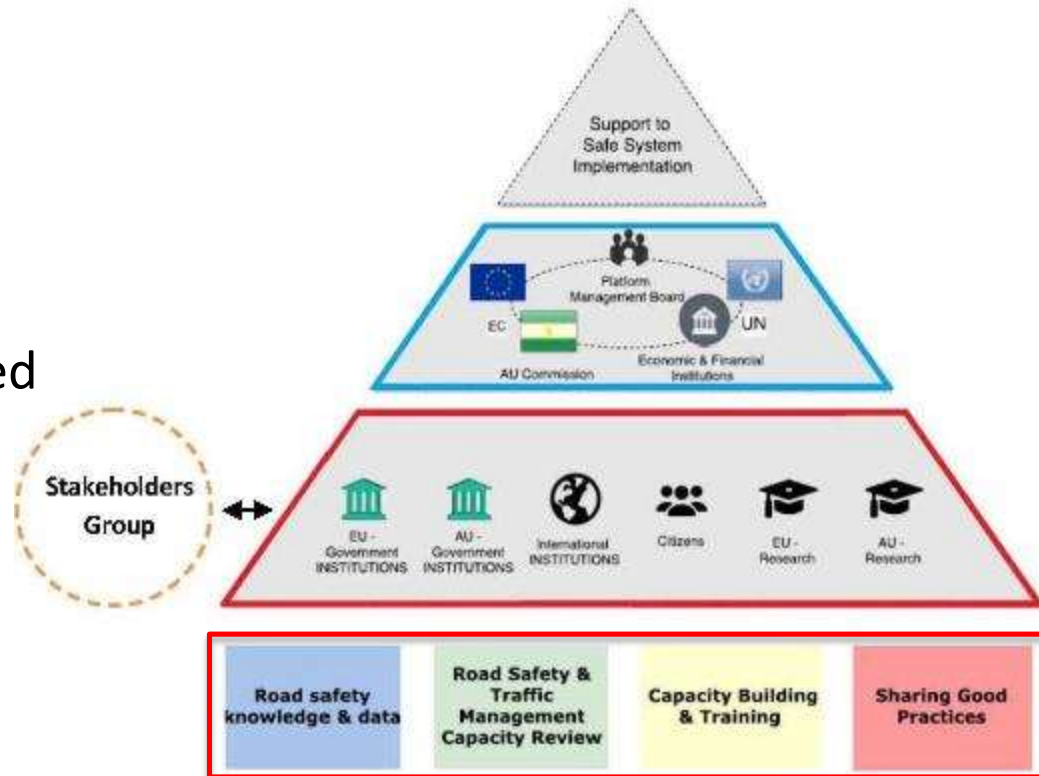 Support to
Safe System
Implementation
Platform
Management Board
EC
UN
AU Commission
Economic & Financial
Institutions
ed
Stakeholders
Group
EU -
Government
INSTITUTIONS
AU -
Government
INSTITUTIONS
International
INSTITUTIONS
Citizens
EU -
Research
AU -
Research
Road safety
knowledge & data
Road Safety &
Traffic
Management
Capacity Review
Capacity Building
& Training
Sharing Good
Practices